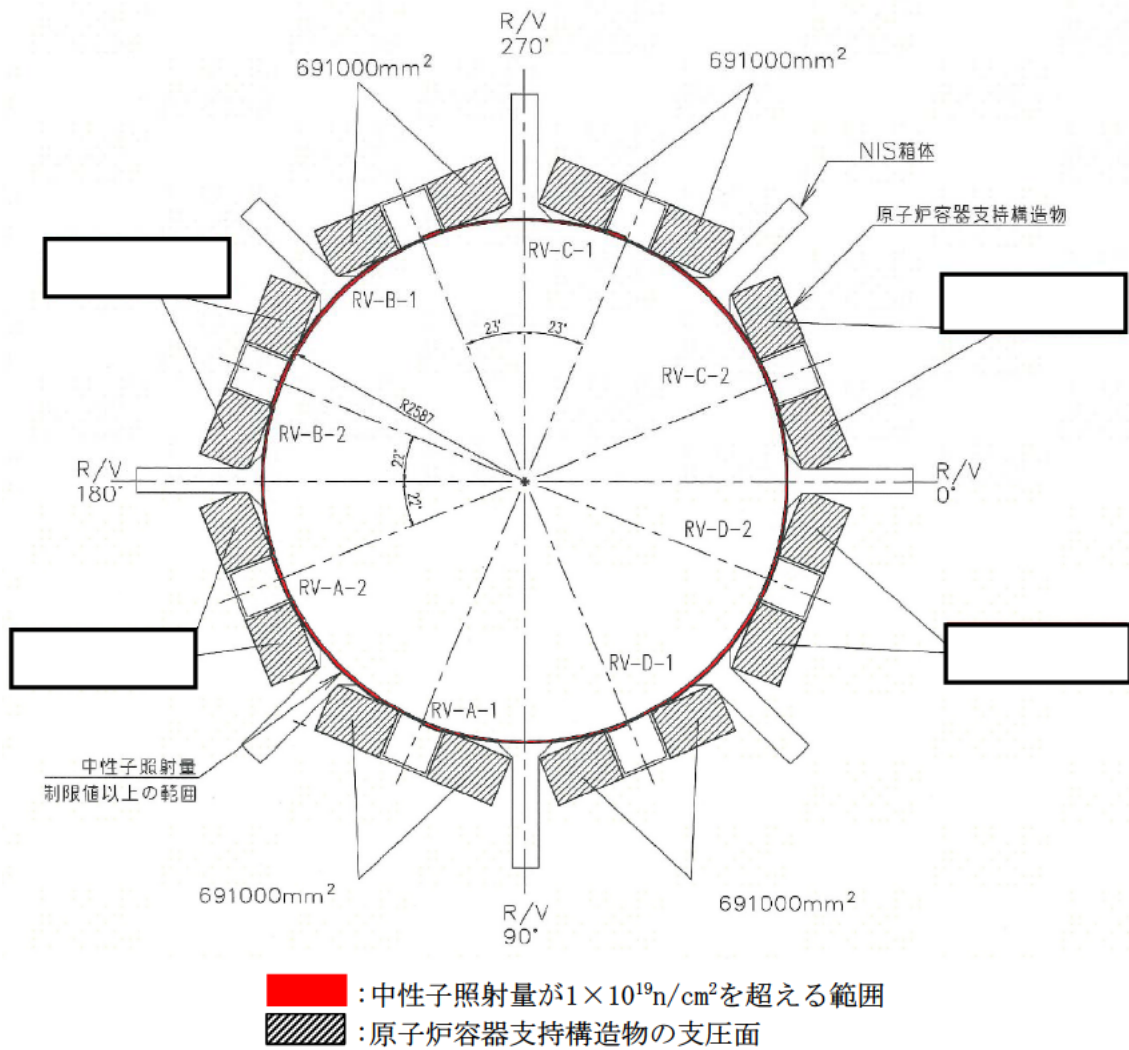 R/V
270°
691000mm²
691000mm²
NIS箱体
原子炉容器支持構造物
RV-C-1
RV-B-1
23°
23°
RV-C-2
R2587
RV-B-2
22°
R/V
180°
R/V
0°
22°
RV-D-2
RV-A-2
RV-D-1
RV-A-1
中性子照射量
制限値以上の範囲
691000mm²
691000mm²
R/V
90°
:中性子照射量が1×10¹⁹n/cm²を超える範囲
:原子炉容器支持構造物の支圧面